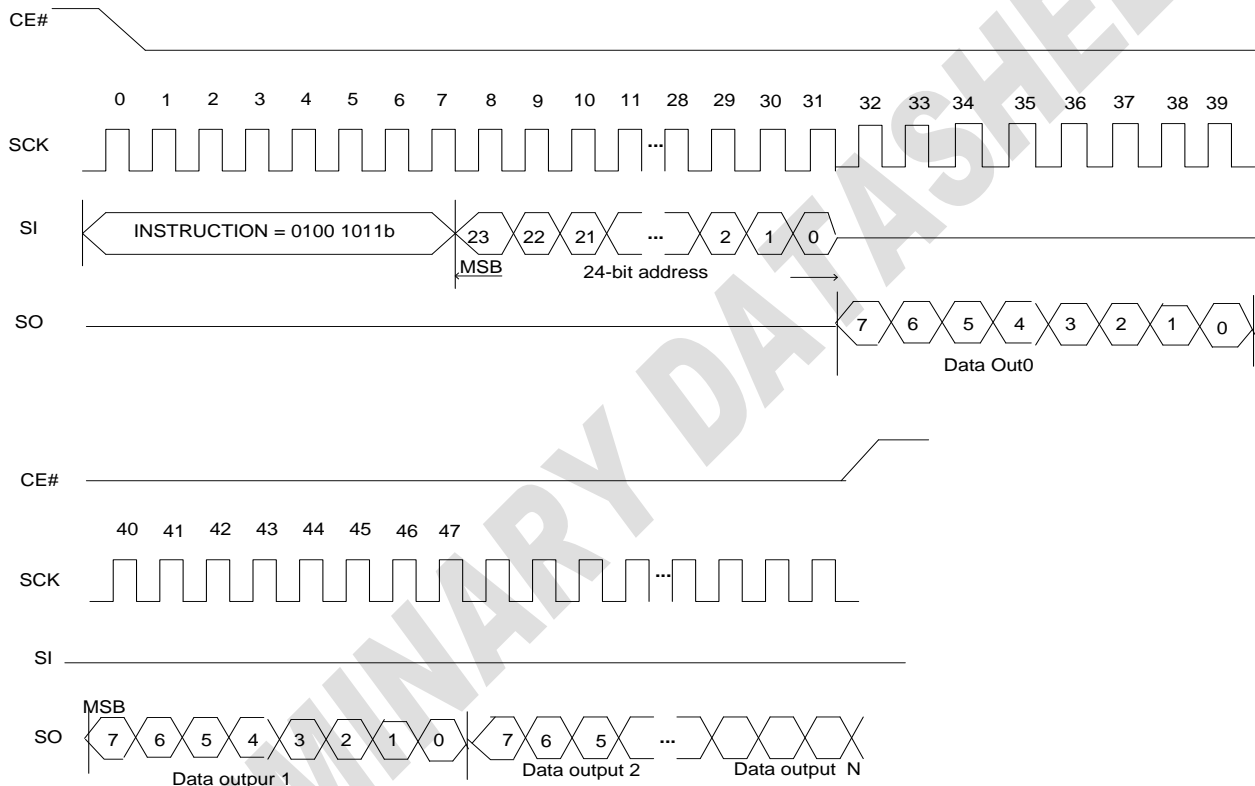 CE#
0 1 2 3 4 5 6 7 8 9 10 11 28 29 30 31 32 33 34 35 36 37 38 39
SCK ...
SI INSTRUCTION = 0100 1011b 23 22 21 ... 2 1 0
MSB 24-bit address
SO 7 6 5 4 3 2 1 0
Data Out0
CE#
40 41 42 43 44 45 46 47
SCK ...
SI
MSB
SO 7 6 5 4 3 2 1 0 7 6 5 ...
Data outpur 1 Data output 2 Data output N
MINARY DATASHEE